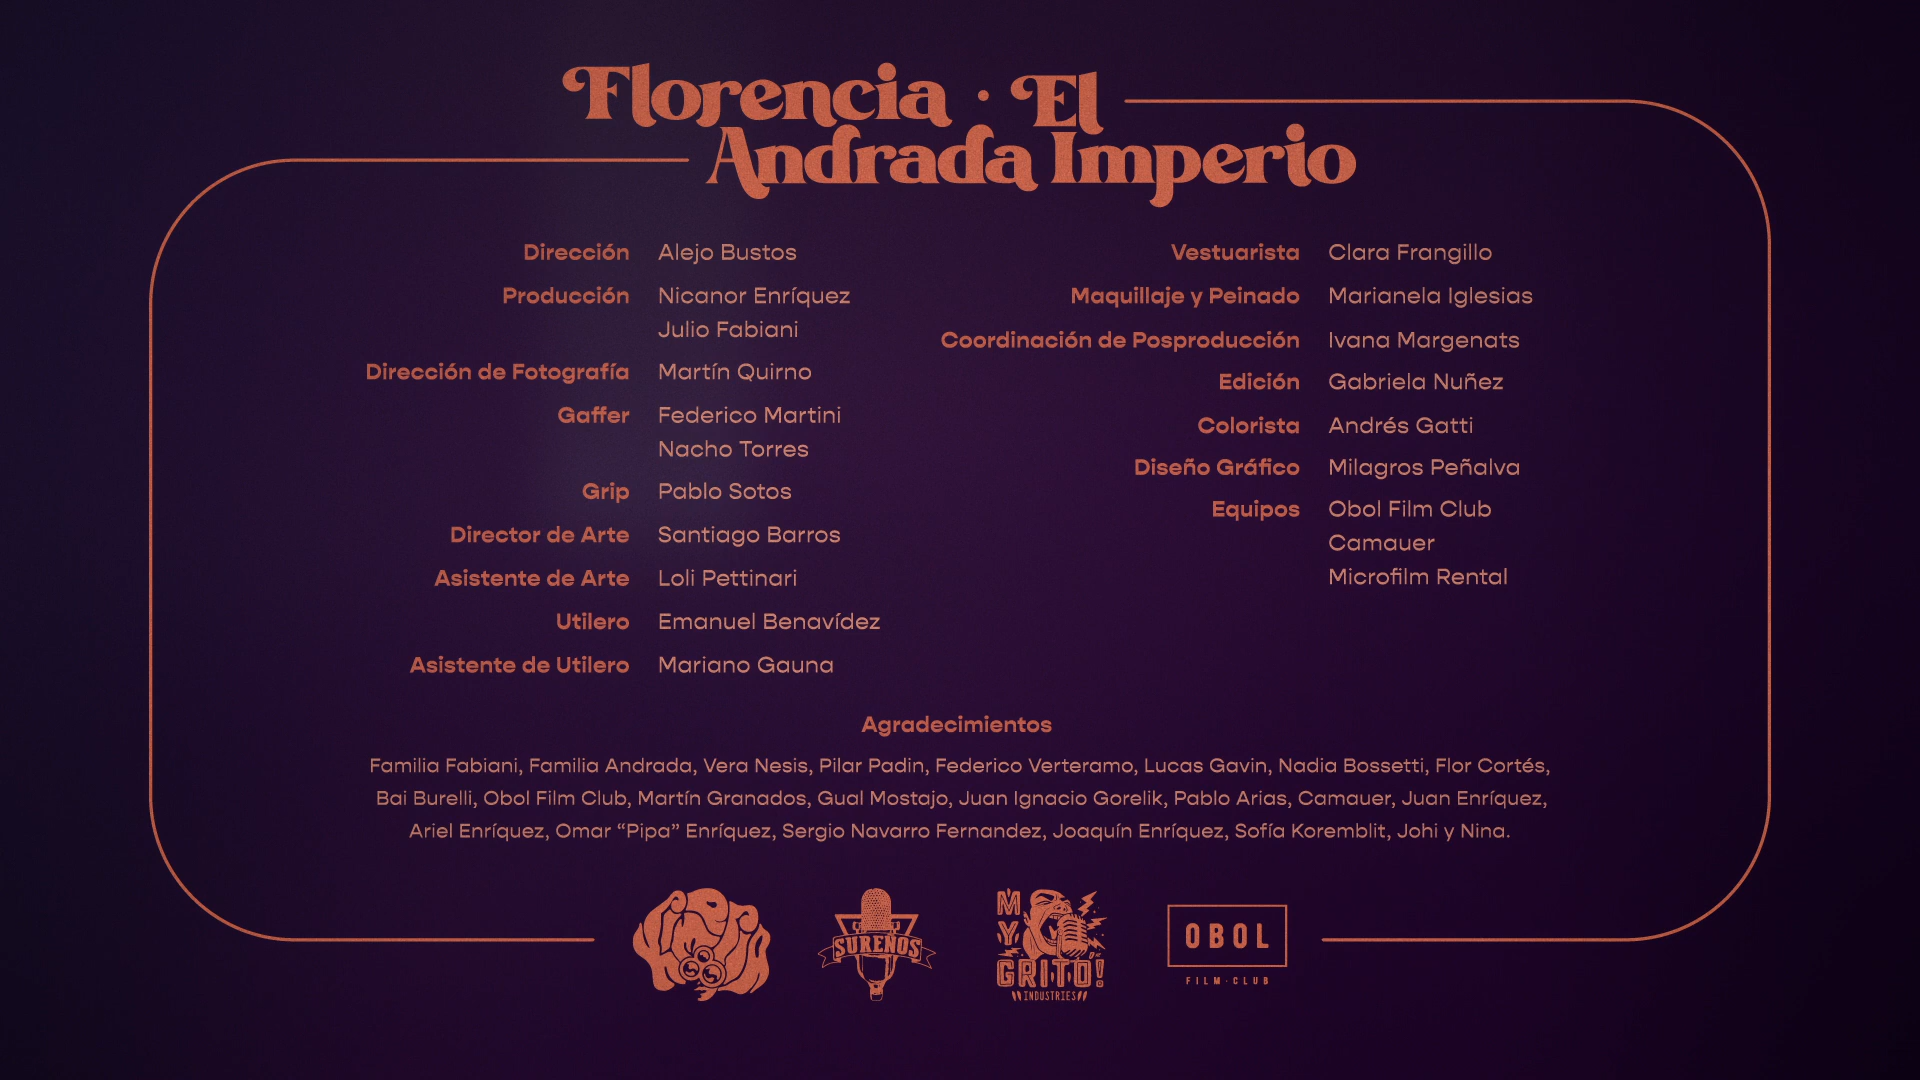 Florencia · El
Andrada Imperio
Dirección Alejo Bustos
Producción Nicanor Enríquez
Julio Fabiani
Dirección de Fotografía Martín Quirno
Gaffer Federico Martini
Nacho Torres
Grip Pablo Sotos
Director de Arte Santiago Barros
Asistente de Arte Loli Pettinari
Utilero Emanuel Benavídez
Asistente de Utilero Mariano Gauna
Vestuarista Clara Frangillo
Maquillaje y Peinado Marianela Iglesias
Coordinación de Posproducción Ivana Margenats
Edición Gabriela Nuñez
Colorista Andrés Gatti
Diseño Gráfico Milagros Peñalva
Equipos Obol Film Club
Camauer
Microfilm Rental
Agradecimientos
Familia Fabiani, Familia Andrada, Vera Nesis, Pilar Padin, Federico Verteramo, Lucas Gavin, Nadia Bossetti, Flor Cortés,
Bai Burelli, Obol Film Club, Martín Granados, Gual Mostajo, Juan Ignacio Gorelik, Pablo Arias, Camauer, Juan Enríquez,
Ariel Enríquez, Omar “Pipa” Enríquez, Sergio Navarro Fernandez, Joaquín Enríquez, Sofía Koremblit, Johi y Nina.
SUREÑOS
MY
GRITO!
INDUSTRIES
OBOL
FILM·CLUB